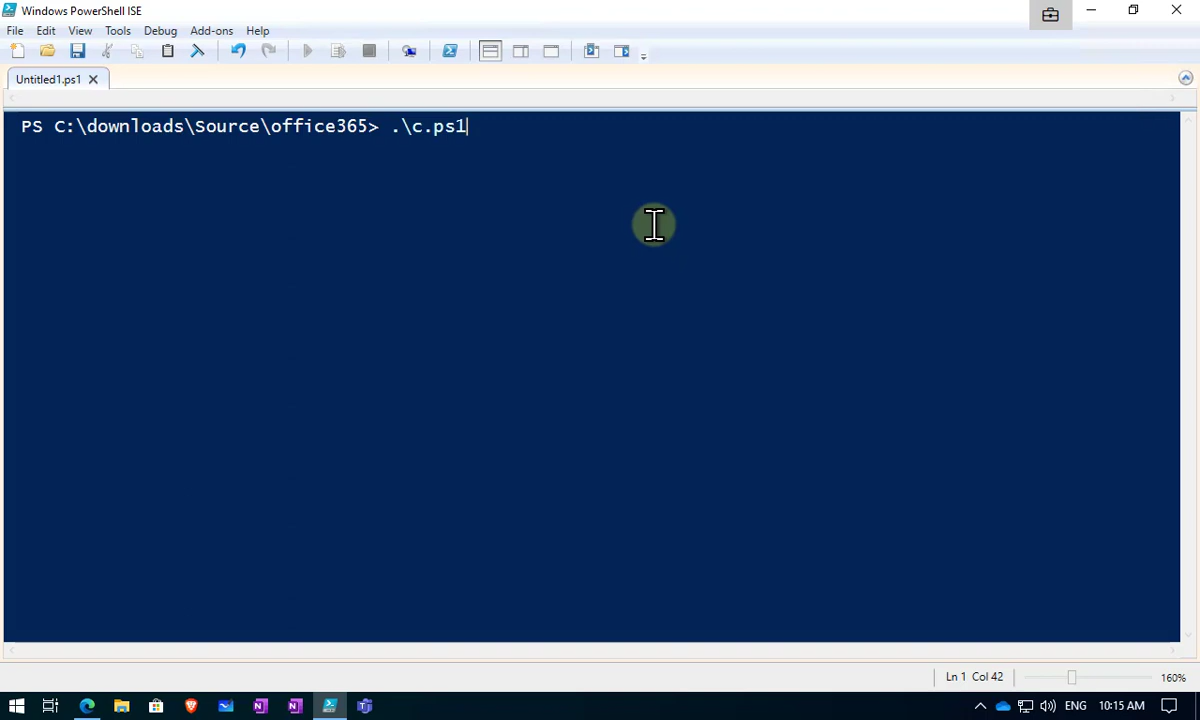 Windows PowerShell ISE
File Edit View Tools Debug Add-ons Help
Untitled1.ps1
PS C:\downloads\Source\office365> .\c.ps1
Ln 1 Col 42
160%
ENG
10:15 AM